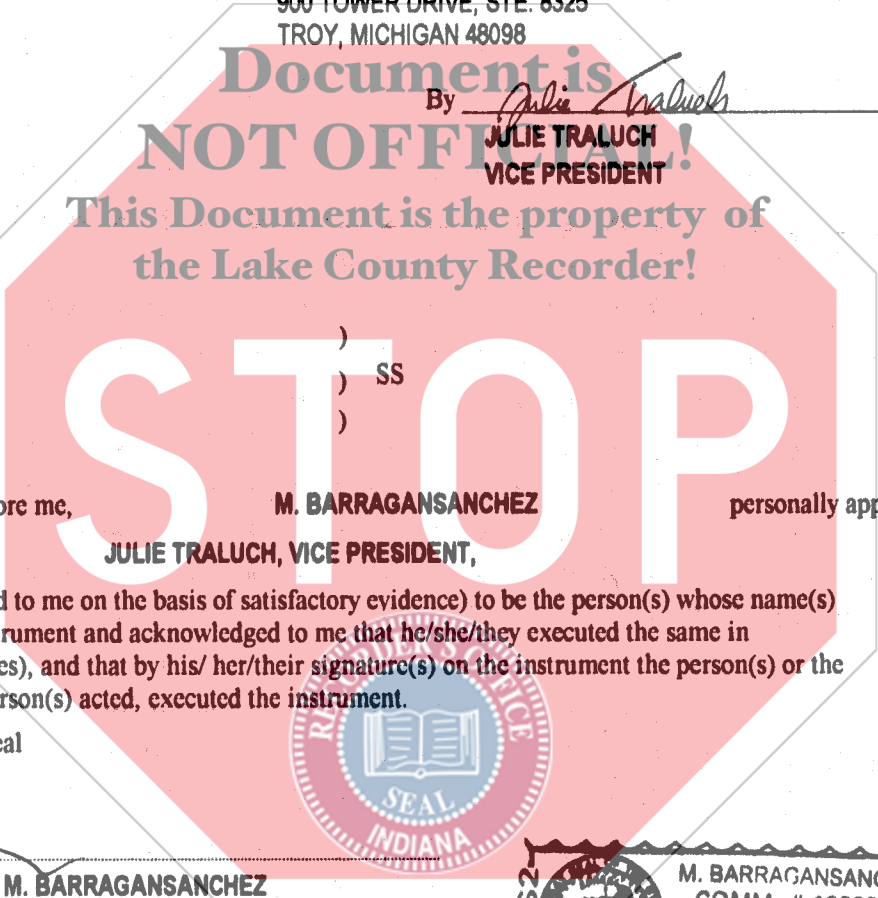 900 TOWER DRIVE, STE. 6325
TROY, MICHIGAN 48098
Document is
By Julie Traluch
NOT OFFICIAL!
JULIE TRALUCH
VICE PRESIDENT
This Document is the property of
the Lake County Recorder!
)
) SS
)
STOP
ore me, M. BARRAGANSANCHEZ personally app
JULIE TRALUCH, VICE PRESIDENT,
d to me on the basis of satisfactory evidence) to be the person(s) whose name(s)
rument and acknowledged to me that he/she/they executed the same in
es), and that by his/ her/their signature(s) on the instrument the person(s) or the
rson(s) acted, executed the instrument.
eal
RECORDER'S OFFICE
SEAL
INDIANA
M. BARRAGANSANCHEZ
M. BARRAGANSANC
COMM. #